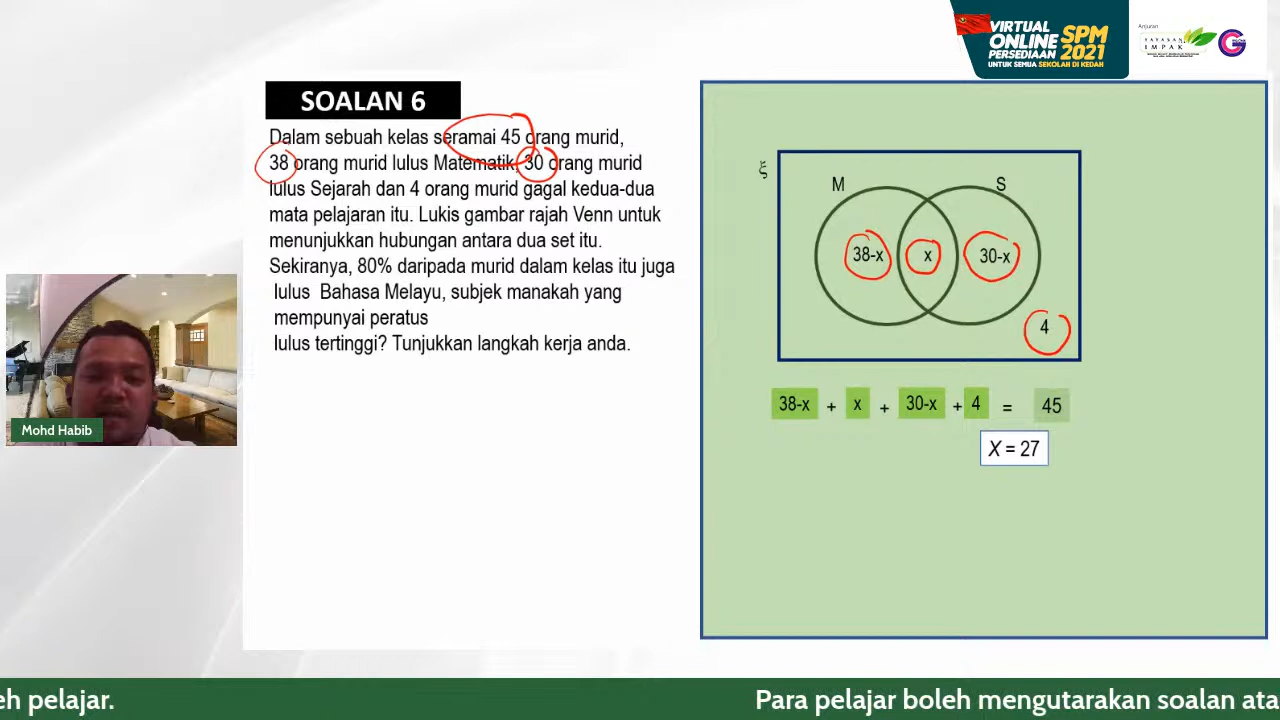 VIRTUAL
ONLINE
PERSEDIAAN
SPM
2021
UNTUK SEMUA SEKOLAH DI KEDAH
Anjuran
YAYASAN
IMPAK
SOALAN 6
Dalam sebuah kelas seramai 45 orang murid,
38 orang murid lulus Matematik, 30 orang murid
lulus Sejarah dan 4 orang murid gagal kedua-dua
mata pelajaran itu. Lukis gambar rajah Venn untuk
menunjukkan hubungan antara dua set itu.
Sekiranya, 80% daripada murid dalam kelas itu juga
lulus Bahasa Melayu, subjek manakah yang
mempunyai peratus
lulus tertinggi? Tunjukkan langkah kerja anda.
ξ
M S
38-x x 30-x
4
38-x + x + 30-x + 4 = 45
X = 27
Mohd Habib
eh pelajar. Para pelajar boleh mengutarakan soalan ata